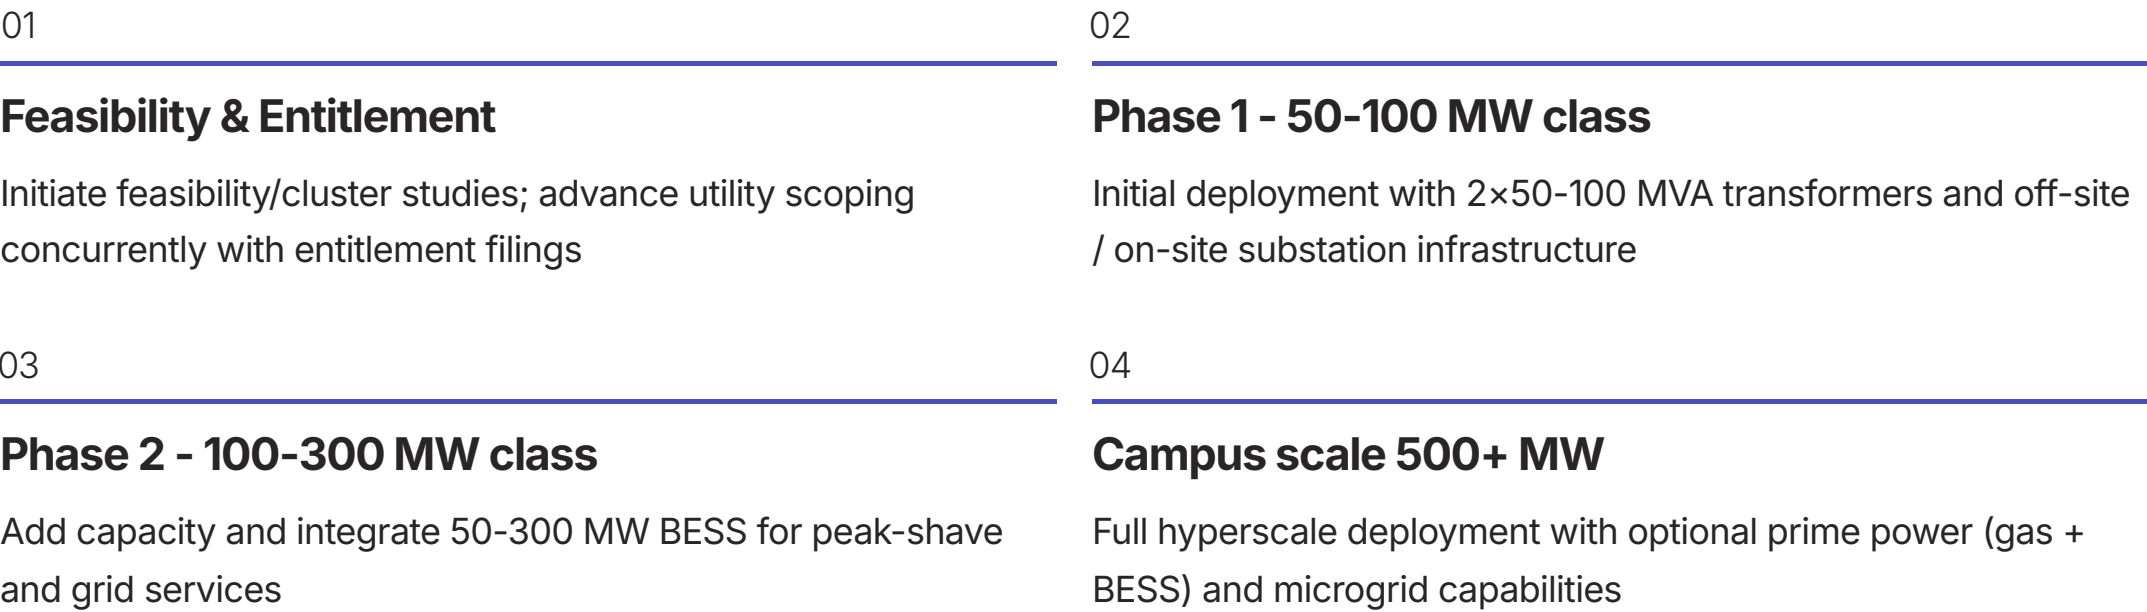 01
Feasibility & Entitlement
Initiate feasibility/cluster studies; advance utility scoping
concurrently with entitlement filings
02
Phase 1 - 50-100 MW class
Initial deployment with 2×50-100 MVA transformers and off-site
/ on-site substation infrastructure
03
Phase 2 - 100-300 MW class
Add capacity and integrate 50-300 MW BESS for peak-shave
and grid services
04
Campus scale 500+ MW
Full hyperscale deployment with optional prime power (gas +
BESS) and microgrid capabilities